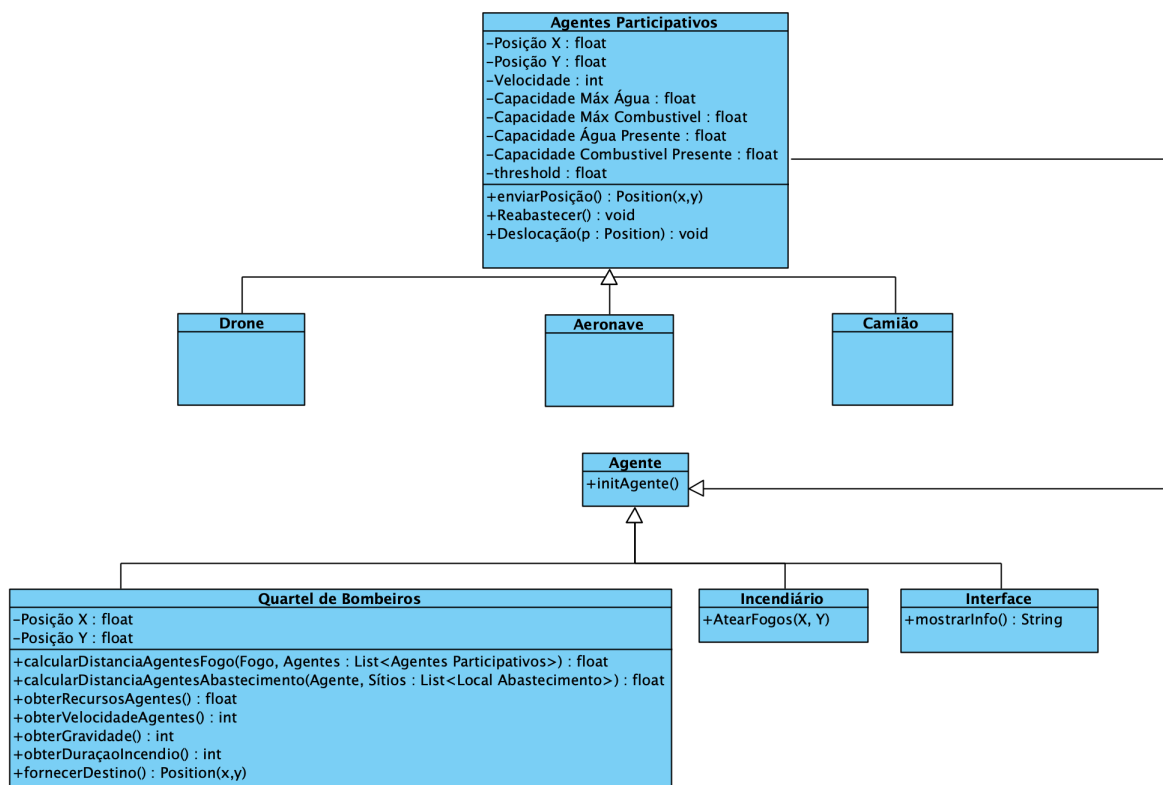 Agentes Participativos
-Posição X : float
-Posição Y : float
-Velocidade : int
-Capacidade Máx Água : float
-Capacidade Máx Combustivel : float
-Capacidade Água Presente : float
-Capacidade Combustivel Presente : float
-threshold : float
+enviarPosição() : Position(x,y)
+Reabastecer() : void
+Deslocação(p : Position) : void
Drone
Aeronave
Camião
Agente
+initAgente()
Quartel de Bombeiros
-Posição X : float
-Posição Y : float
+calcularDistanciaAgentesFogo(Fogo, Agentes : List<Agentes Participativos>) : float
+calcularDistanciaAgentesAbastecimento(Agente, Sítios : List<Local Abastecimento>) : float
+obterRecursosAgentes() : float
+obterVelocidadeAgentes() : int
+obterGravidade() : int
+obterDuraçaoIncendio() : int
+fornecerDestino() : Position(x,y)
Incendiário
+AtearFogos(X, Y)
Interface
+mostrarInfo() : String